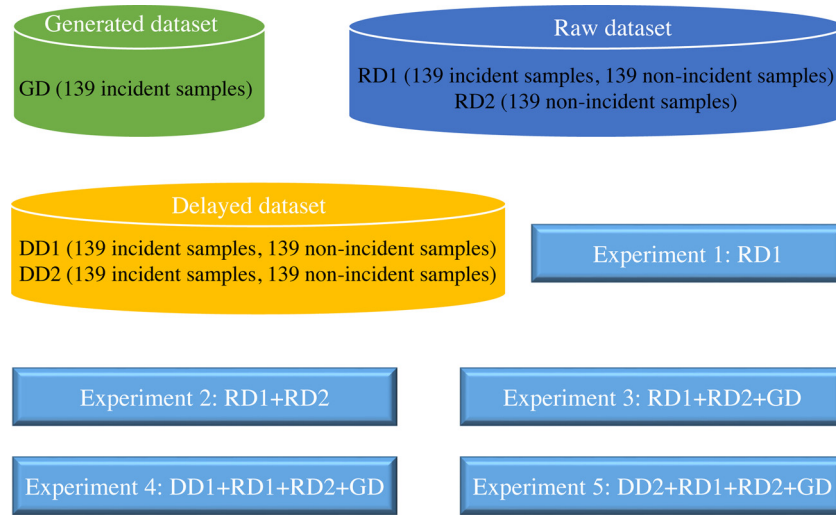 Generated dataset
GD (139 incident samples)
Raw dataset
RD1 (139 incident samples, 139 non-incident samples)
RD2 (139 non-incident samples)
Delayed dataset
DD1 (139 incident samples, 139 non-incident samples)
DD2 (139 incident samples, 139 non-incident samples)
Experiment 1: RD1
Experiment 2: RD1+RD2
Experiment 3: RD1+RD2+GD
Experiment 4: DD1+RD1+RD2+GD
Experiment 5: DD2+RD1+RD2+GD